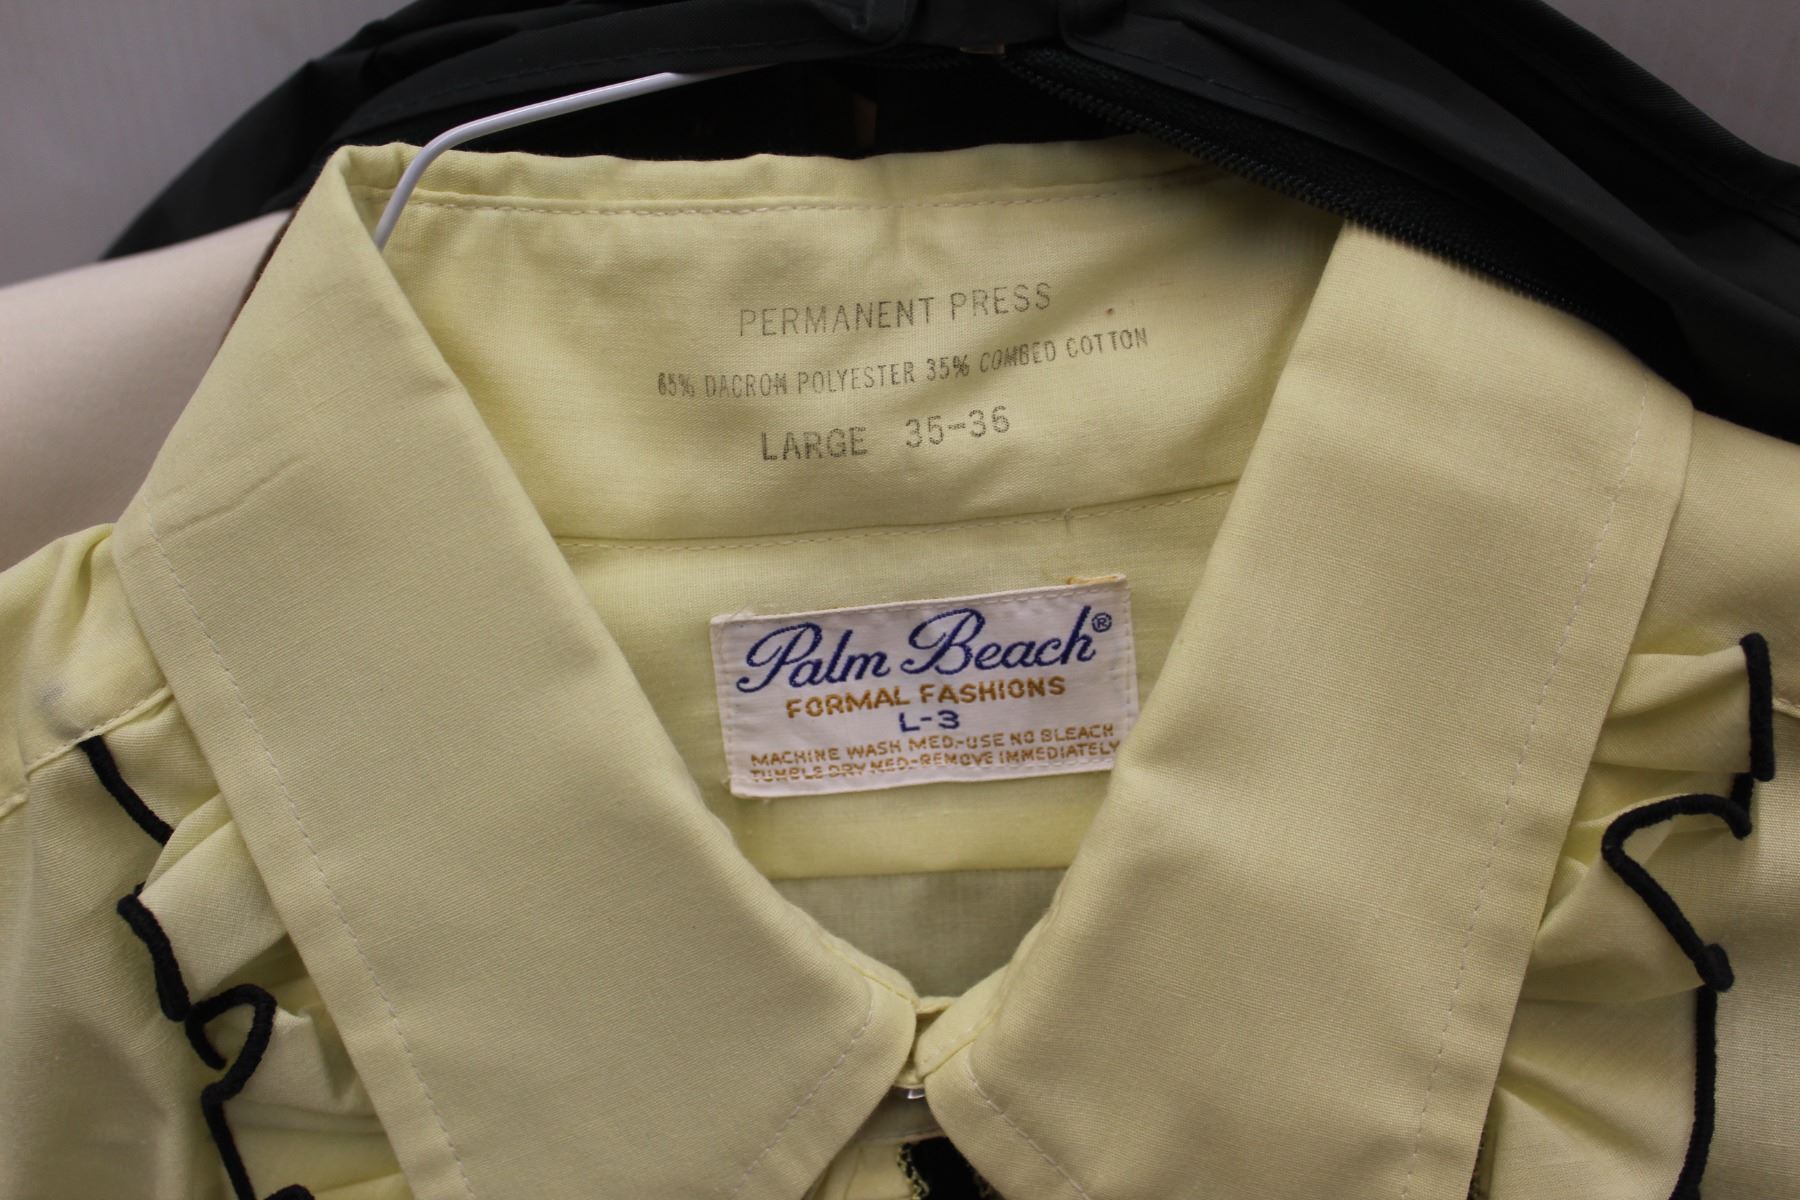 PERMANENT PRESS
65% DACRON POLYESTER 35% COMBED COTTON
LARGE 35-36
Palm Beach®
FORMAL FASHIONS
L-3
MACHINE WASH MED.-USE NO BLEACH
TUMBLE DRY MED-REMOVE IMMEDIATELY